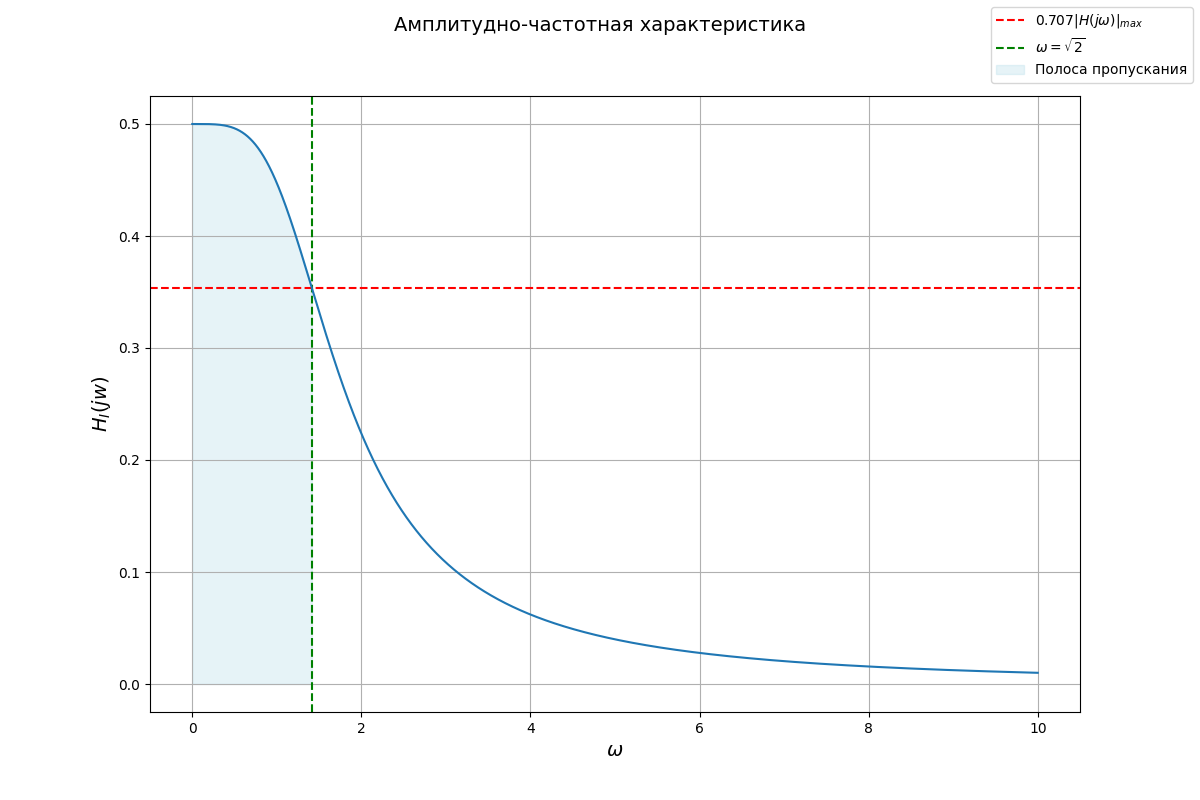 Амплитудно-частотная характеристика
0.707|H(jω)|max
ω = √2
Полоса пропускания
0.5
0.4
0.3
0.2
0.1
0.0
H_I(jw)
0 2 4 6 8 10
ω